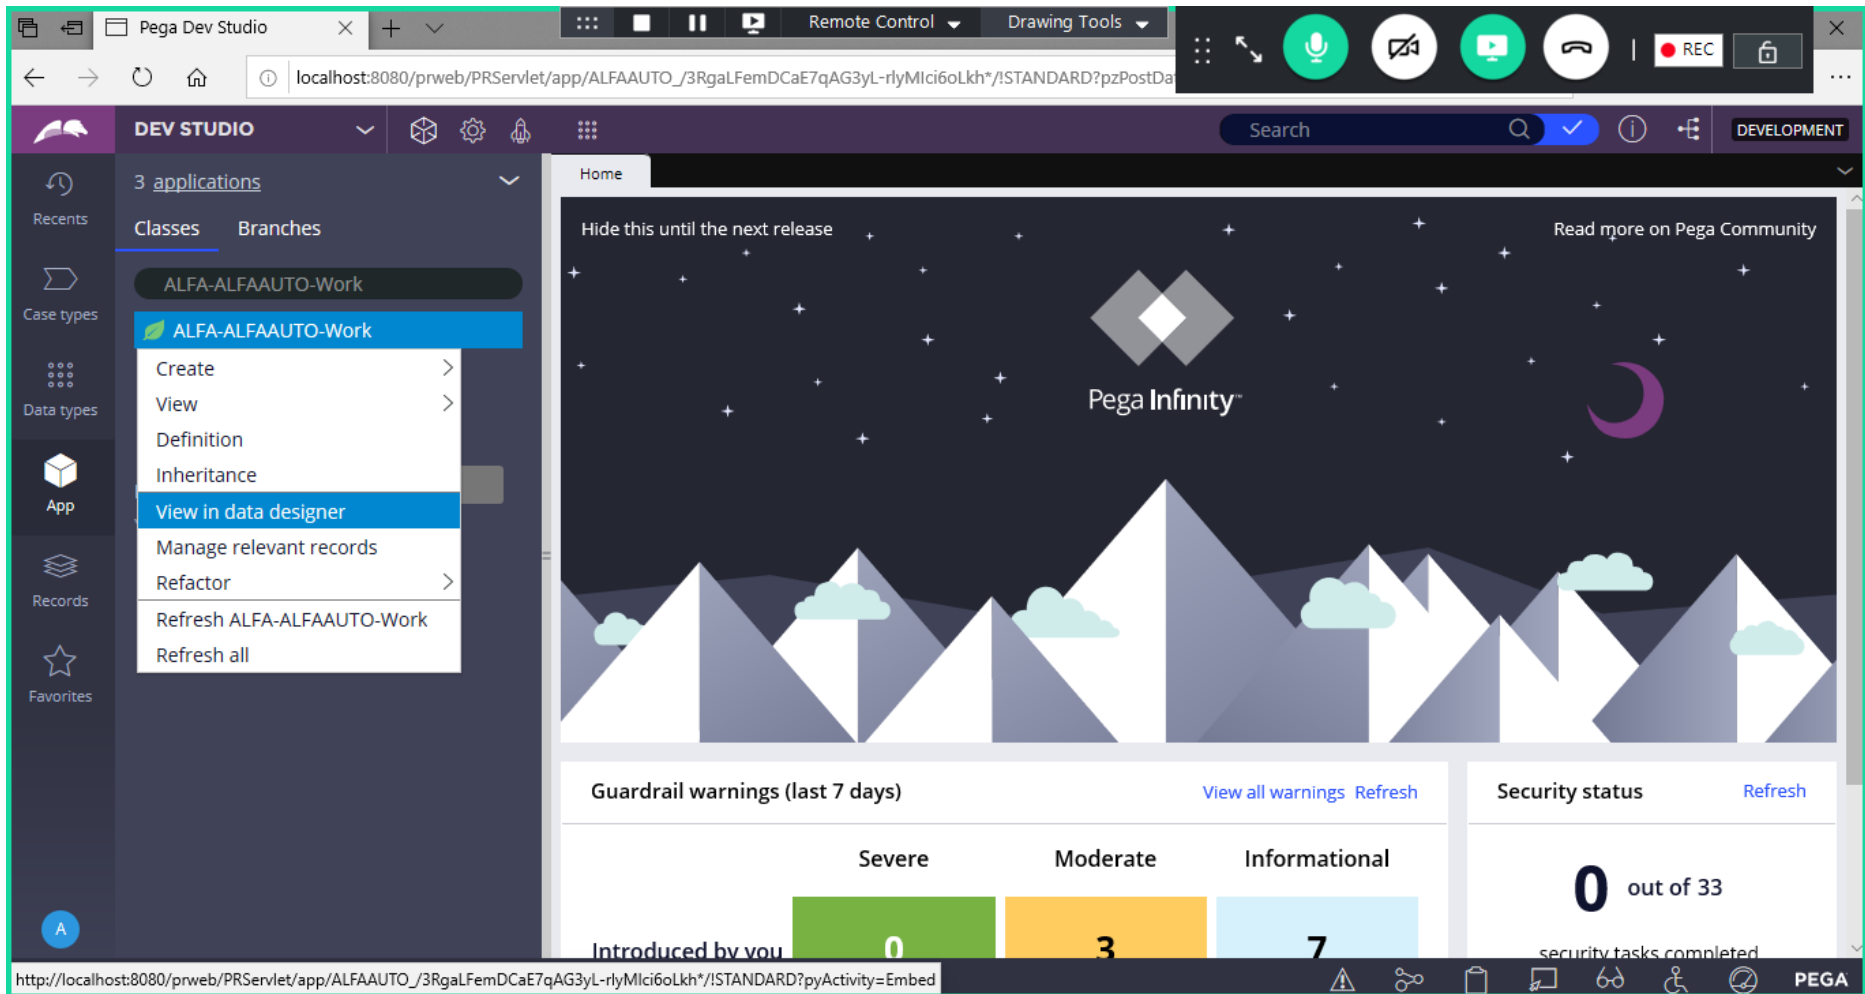 Pega Dev Studio
Remote Control
Drawing Tools
REC
localhost:8080/prweb/PRServlet/app/ALFAAUTO_/3RgaLFemDCaE7qAG3yL-rlyMIci6oLkh*/!STANDARD?pzPostDa
DEV STUDIO
Search
DEVELOPMENT
Recents
Case types
Data types
App
Records
Favorites
A
3 applications
Classes
Branches
ALFA-ALFAAUTO-Work
ALFA-ALFAAUTO-Work
Create
View
Definition
Inheritance
View in data designer
Manage relevant records
Refactor
Refresh ALFA-ALFAAUTO-Work
Refresh all
Home
Hide this until the next release
Read more on Pega Community
Pega Infinity™
Guardrail warnings (last 7 days)
View all warnings
Refresh
Severe
Moderate
Informational
Introduced by you
0
3
7
Security status
Refresh
0 out of 33
security tasks completed
http://localhost:8080/prweb/PRServlet/app/ALFAAUTO_/3RgaLFemDCaE7qAG3yL-rlyMIci6oLkh*/!STANDARD?pyActivity=Embed
PEGA